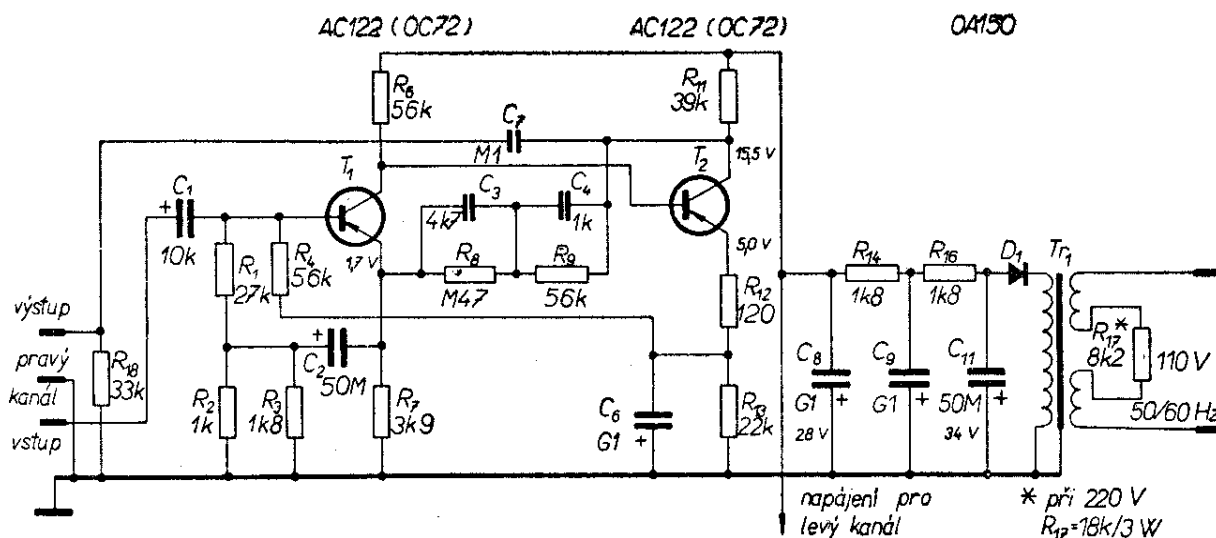 AC122 (OC72)
AC122 (OC72)
OA150
R6
56k
R11
39k
C7
M1
15,5 V
T1
T2
C1
+
10k
C3
4k7
C4
1k
R1
27k
R4
56k
1,7 V
R8
M47
R9
56k
5,0 V
R12
120
R14
1k8
R16
1k8
D1
Tr1
výstup
pravý
kanál
vstup
R18
33k
+
C2
50M
R2
1k
R3
1k8
R7
3k9
C6
G1 +
R13
22k
C8
G1 +
28 V
C9
G1 +
C11
50M +
34 V
R17*
8k2
110 V
50/60 Hz
napájení pro
levý kanál
* při 220 V
R17=18k/3 W